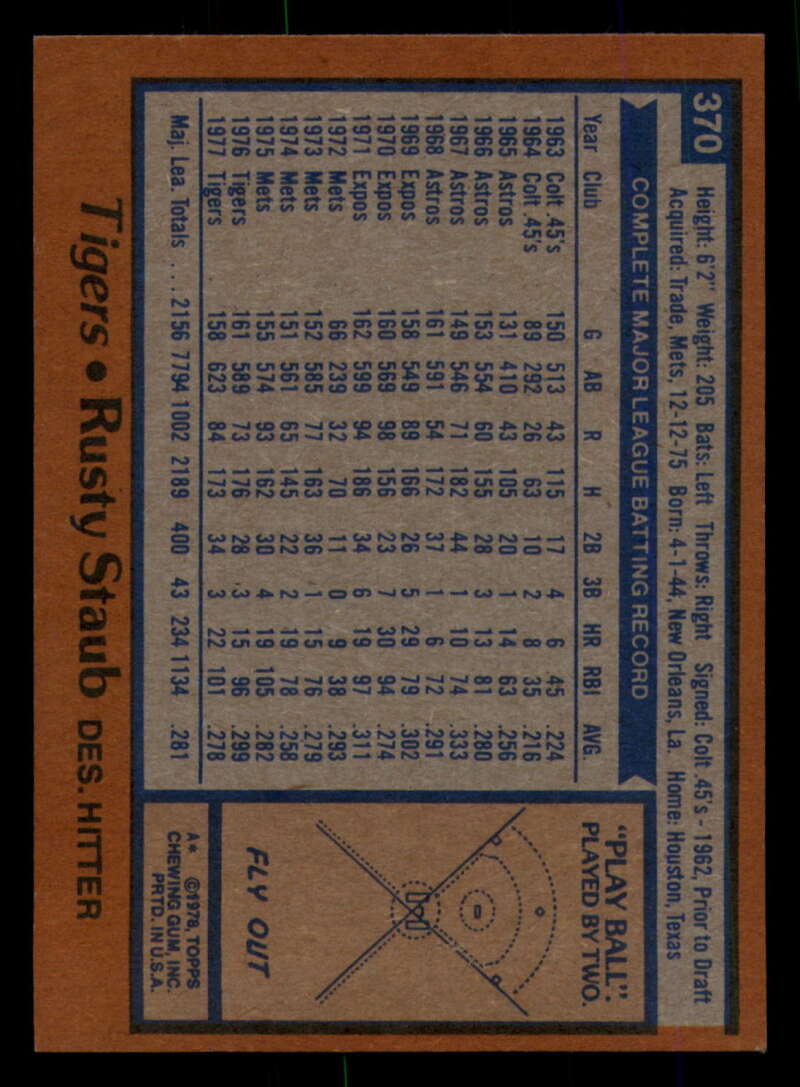 370
Height: 6'2" Weight: 205 Bats: Left Throws: Right Signed: Colt .45's - 1962, Prior to Draft
Acquired: Trade, Mets, 12-12-75 Born: 4-1-44, New Orleans, La. Home: Houston, Texas
COMPLETE MAJOR LEAGUE BATTING RECORD
Year Club G AB R H 2B 3B HR RBI AVG.
1963 Colt .45's 150 513 43 115 17 4 6 45 .224
1964 Colt .45's 89 292 26 63 10 2 8 35 .216
1965 Astros 131 410 43 105 20 1 14 63 .256
1966 Astros 153 554 60 155 28 3 13 81 .280
1967 Astros 149 546 71 182 44 1 10 74 .333
1968 Astros 161 591 54 172 37 1 6 72 .291
1969 Expos 158 549 89 166 26 5 29 79 .302
1970 Expos 160 569 98 156 23 7 30 94 .274
1971 Expos 162 599 94 186 34 6 19 97 .311
1972 Mets 66 239 32 70 11 0 9 38 .293
1973 Mets 152 585 77 163 36 1 15 76 .279
1974 Mets 151 561 65 145 22 2 19 78 .258
1975 Mets 155 574 93 162 30 4 19 105 .282
1976 Tigers 161 589 73 176 28 3 15 96 .299
1977 Tigers 158 623 84 173 34 3 22 101 .278
Maj. Lea. Totals ... 2156 7794 1002 2189 400 43 234 1134 .281
"PLAY BALL":
PLAYED BY TWO.
FLY OUT
A* ©1978, TOPPS
CHEWING GUM, INC.
PRTD. IN U.S.A.
Tigers • Rusty Staub DES. HITTER